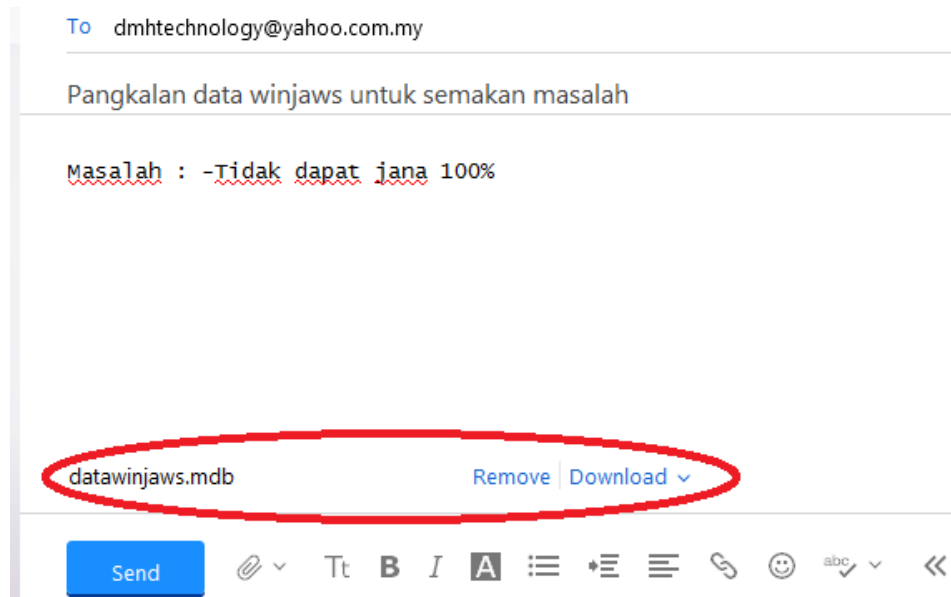 To dmhtechnology@yahoo.com.my
Pangkalan data winjaws untuk semakan masalah
Masalah : -Tidak dapat jana 100%
datawinjaws.mdb Remove Download
Send Tt B I A abc